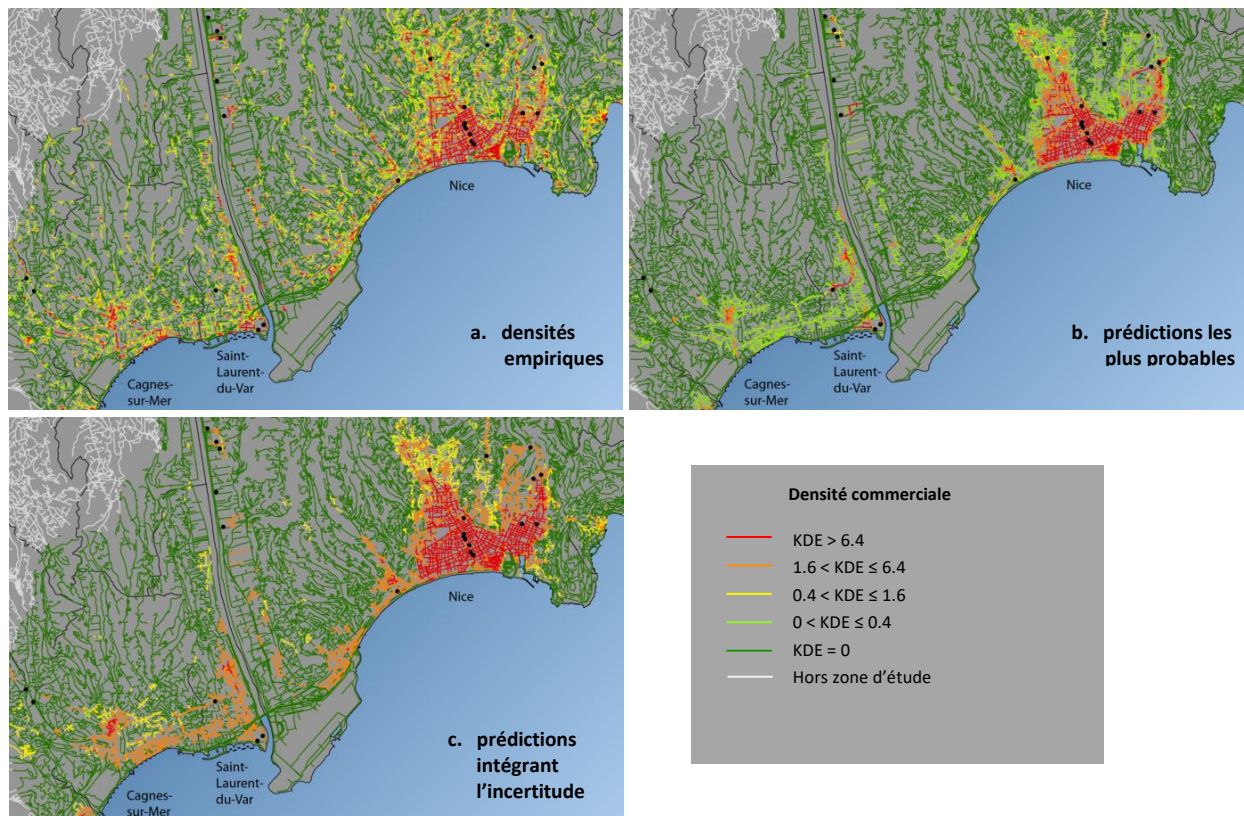 Nice
a. densités
empiriques
Saint-
Laurent-
du-Var
Cagnes-
sur-Mer
Nice
b. prédictions les
plus probables
Saint-
Laurent-
du-Var
Cagnes-
sur-Mer
Nice
c. prédictions
intégrant
l'incertitude
Saint-
Laurent-
du-Var
Cagnes-
sur-Mer
Densité commerciale
KDE > 6.4
1.6 < KDE ≤ 6.4
0.4 < KDE ≤ 1.6
0 < KDE ≤ 0.4
KDE = 0
Hors zone d'étude